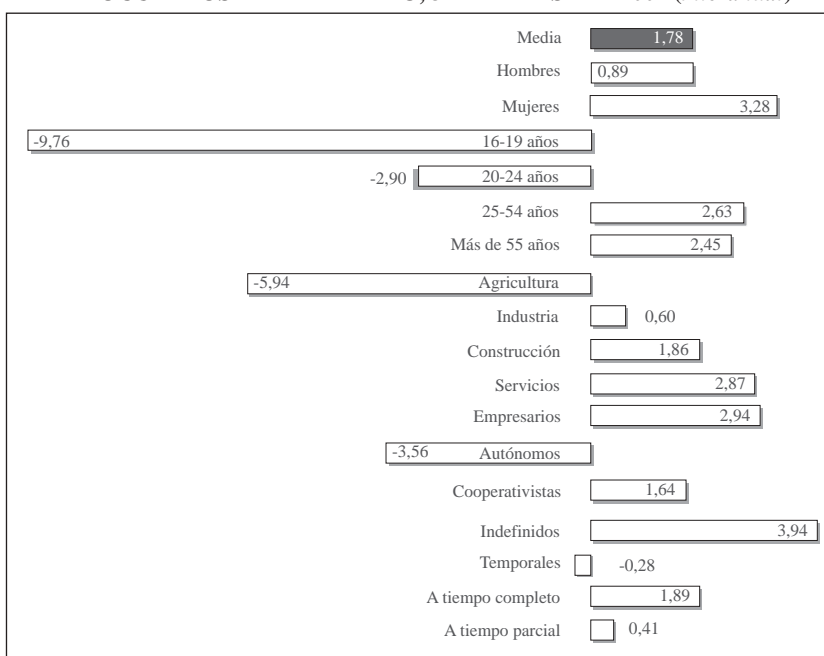 Media 1,78
Hombres 0,89
Mujeres 3,28
-9,76 16-19 años
-2,90 20-24 años
25-54 años 2,63
Más de 55 años 2,45
-5,94 Agricultura
Industria 0,60
Construcción 1,86
Servicios 2,87
Empresarios 2,94
-3,56 Autónomos
Cooperativistas 1,64
Indefinidos 3,94
Temporales -0,28
A tiempo completo 1,89
A tiempo parcial 0,41